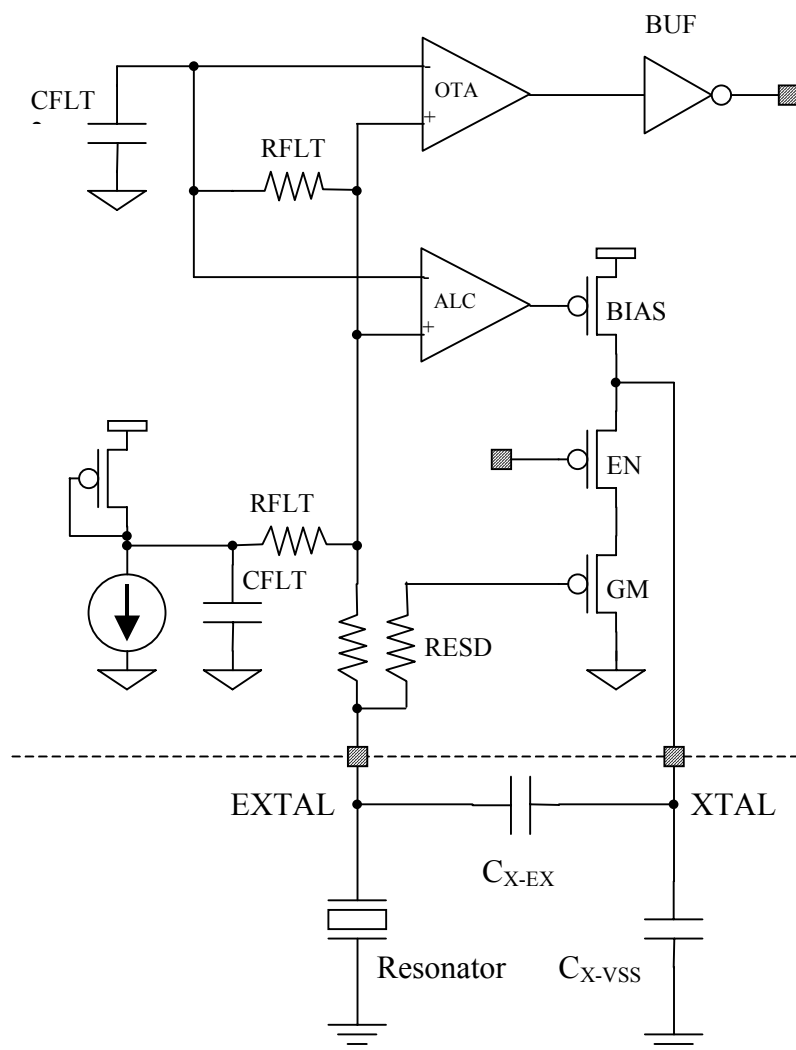 BUF
CFLT
OTA
-
+
RFLT
ALC
-
+
BIAS
EN
RFLT
CFLT
GM
RESD
EXTAL
XTAL
CX-EX
Resonator
CX-VSS